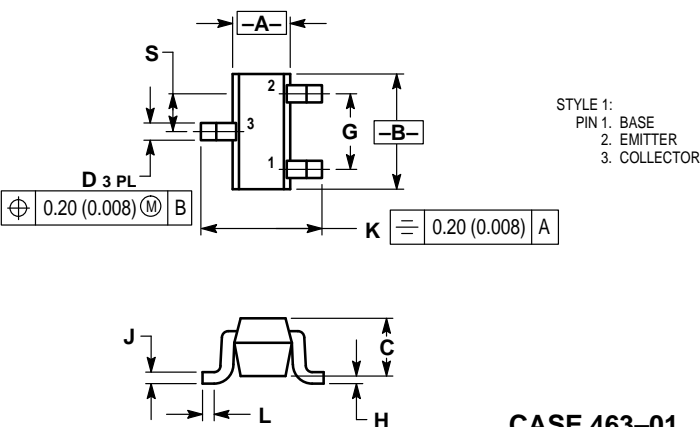 –A–
S
2
3
G
–B–
1
D 3 PL
⌖ 0.20 (0.008) Ⓜ B
K
⌯ 0.20 (0.008) A
STYLE 1:
PIN 1. BASE
2. EMITTER
3. COLLECTOR
J
C
L
H
CASE 463–01